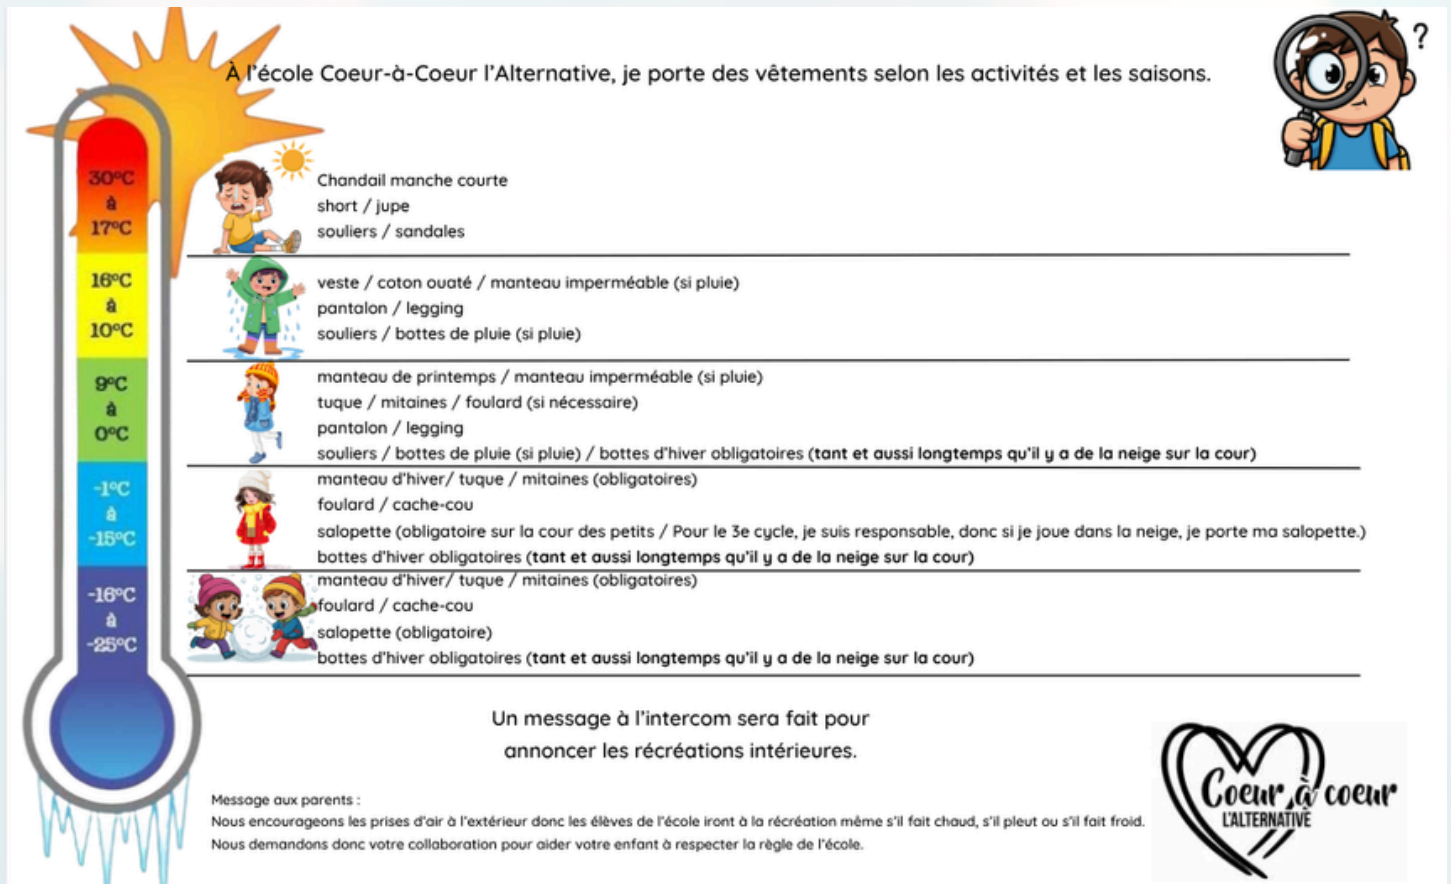 À l'école Coeur-à-Coeur l'Alternative, je porte des vêtements selon les activités et les saisons.
?
30°C
à
17°C
Chandail manche courte
short / jupe
souliers / sandales
16°C
à
10°C
veste / coton ouaté / manteau imperméable (si pluie)
pantalon / legging
souliers / bottes de pluie (si pluie)
9°C
à
0°C
manteau de printemps / manteau imperméable (si pluie)
tuque / mitaines / foulard (si nécessaire)
pantalon / legging
souliers / bottes de pluie (si pluie) / bottes d'hiver obligatoires (tant et aussi longtemps qu'il y a de la neige sur la cour)
-1°C
à
-15°C
manteau d'hiver/ tuque / mitaines (obligatoires)
foulard / cache-cou
salopette (obligatoire sur la cour des petits / Pour le 3e cycle, je suis responsable, donc si je joue dans la neige, je porte ma salopette.)
bottes d'hiver obligatoires (tant et aussi longtemps qu'il y a de la neige sur la cour)
-16°C
à
-25°C
manteau d'hiver/ tuque / mitaines (obligatoires)
foulard / cache-cou
salopette (obligatoire)
bottes d'hiver obligatoires (tant et aussi longtemps qu'il y a de la neige sur la cour)
Un message à l'intercom sera fait pour
annoncer les récréations intérieures.
Message aux parents :
Nous encourageons les prises d'air à l'extérieur donc les élèves de l'école iront à la récréation même s'il fait chaud, s'il pleut ou s'il fait froid.
Nous demandons donc votre collaboration pour aider votre enfant à respecter la règle de l'école.
Coeur à coeur
L'ALTERNATIVE